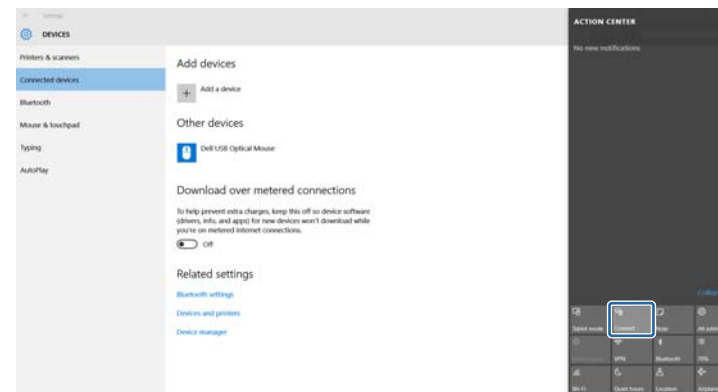 Settings
DEVICES
Printers & scanners
Connected devices
Bluetooth
Mouse & touchpad
Typing
AutoPlay
Add devices
Add a device
Other devices
Dell USB Optical Mouse
Download over metered connections
To help prevent extra charges, keep this off so device software
(drivers, info, and apps) for new devices won't download while
you're on metered Internet connections.
Off
Related settings
Bluetooth settings
Devices and printers
Device manager
ACTION CENTER
No new notifications
Tablet mode
Connect
Note
VPN
Bluetooth
Wi-Fi
Quiet hours
Location